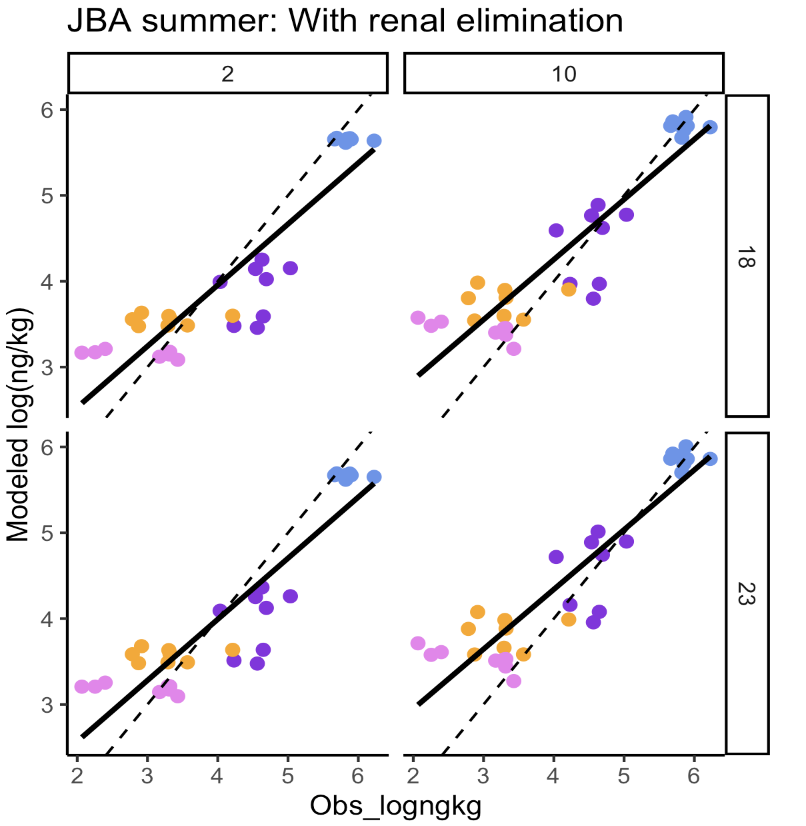 JBA summer: With renal elimination
2 10
6
5
4
3
18
Modeled log(ng/kg)
6
5
4
3
23
2 3 4 5 6 2 3 4 5 6
Obs_logngkg